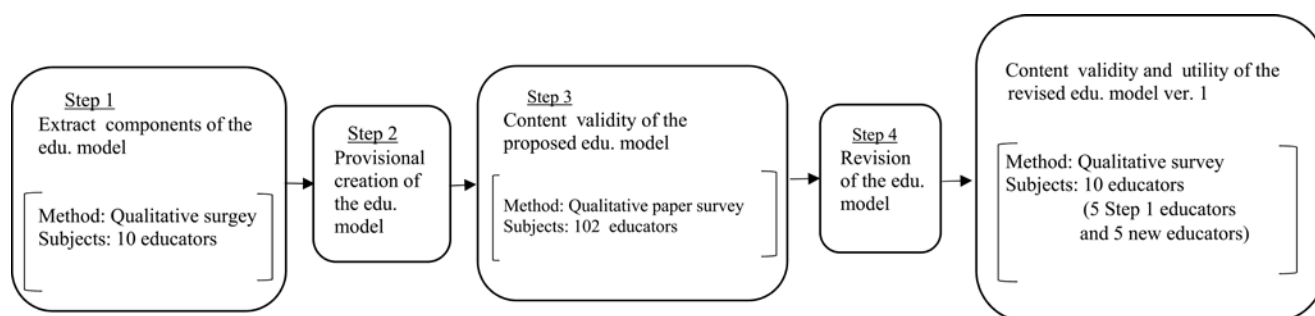 Step 1
Extract components of the
edu. model
Method: Qualitative surgey
Subjects: 10 educators
Step 2
Provisional
creation of
the edu.
model
Step 3
Content validity of the
proposed edu. model
Method: Qualitative paper survey
Subjects: 102 educators
Step 4
Revision
of the edu.
model
Content validity and utility of the
revised edu. model ver. 1
Method: Qualitative survey
Subjects: 10 educators
(5 Step 1 educators
and 5 new educators)